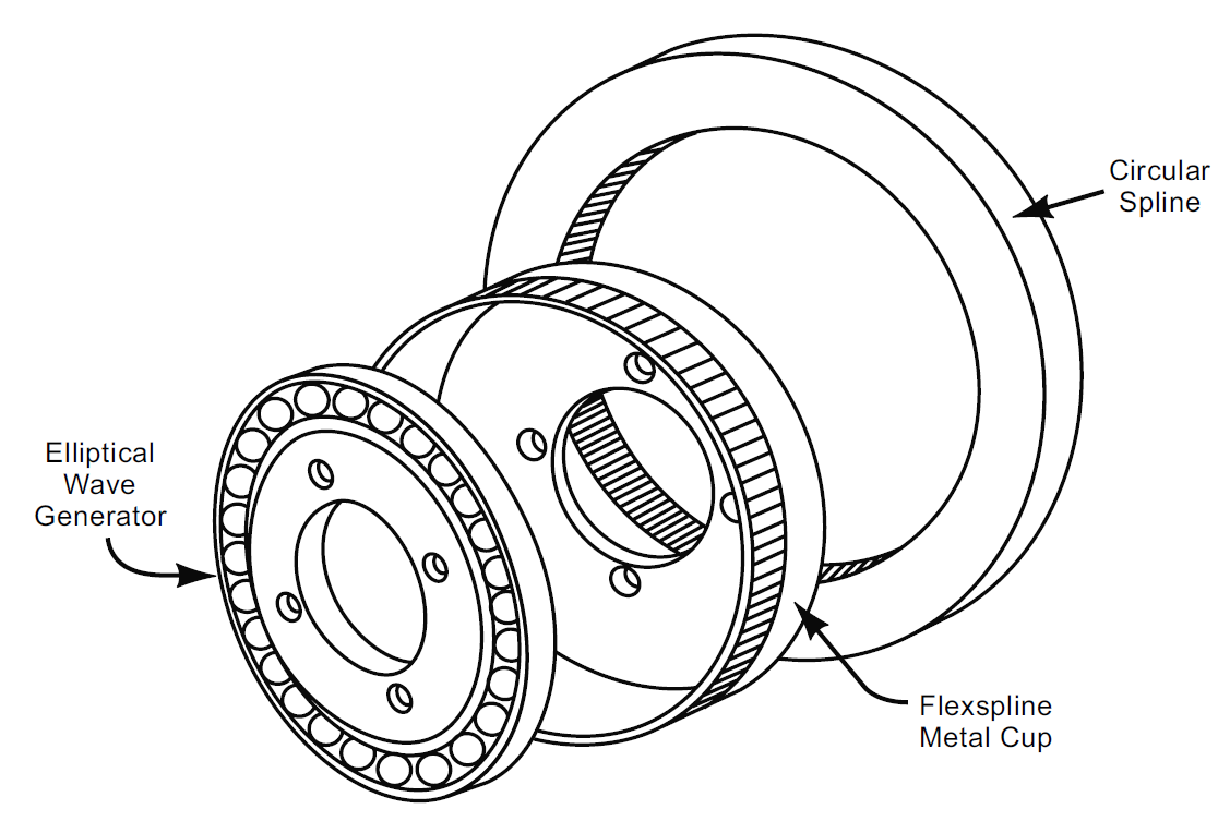 Circular
Spline
Elliptical
Wave
Generator
Flexspline
Metal Cup